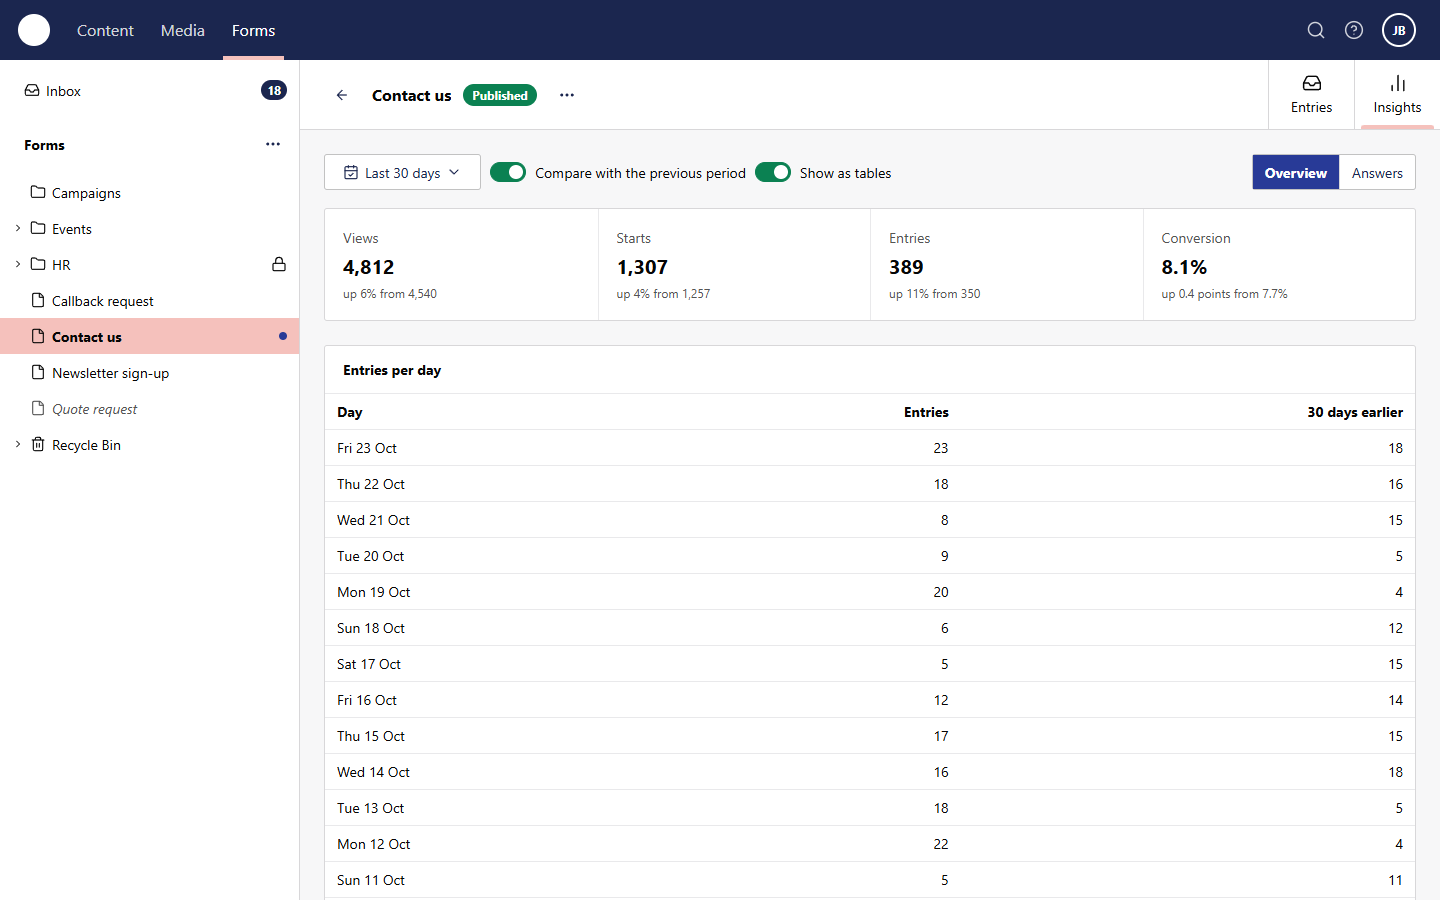 Content Media Forms JB
Inbox 18
Forms
Campaigns
Events
HR
Callback request
Contact us
Newsletter sign-up
Quote request
Recycle Bin
Contact us Published
Entries Insights
Last 30 days Compare with the previous period Show as tables Overview Answers
Views Starts Entries Conversion
4,812 1,307 389 8.1%
up 6% from 4,540 up 4% from 1,257 up 11% from 350 up 0.4 points from 7.7%
Entries per day
Day Entries 30 days earlier
Fri 23 Oct 23 18
Thu 22 Oct 18 16
Wed 21 Oct 8 15
Tue 20 Oct 9 5
Mon 19 Oct 20 4
Sun 18 Oct 6 12
Sat 17 Oct 5 15
Fri 16 Oct 12 14
Thu 15 Oct 17 15
Wed 14 Oct 16 18
Tue 13 Oct 18 5
Mon 12 Oct 22 4
Sun 11 Oct 5 11